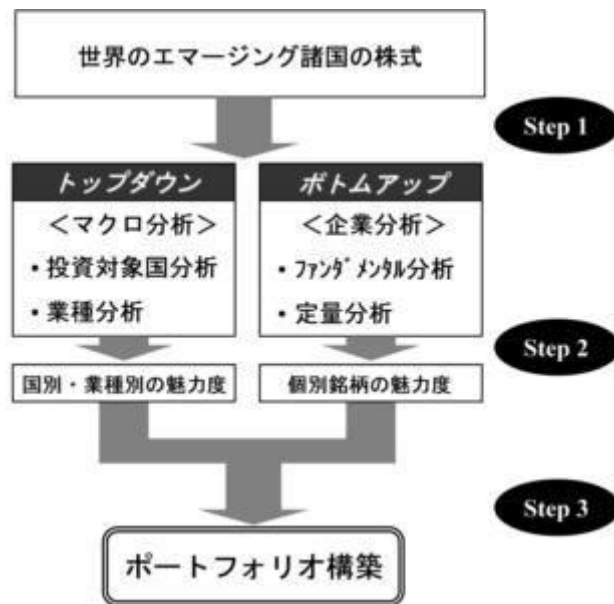 世界のエマージング諸国の株式
Step 1
トップダウン
＜マクロ分析＞
・投資対象国分析
・業種分析
ボトムアップ
＜企業分析＞
・ﾌｧﾝﾀﾞﾒﾝﾀﾙ分析
・定量分析
Step 2
国別・業種別の魅力度
個別銘柄の魅力度
Step 3
ポートフォリオ構築